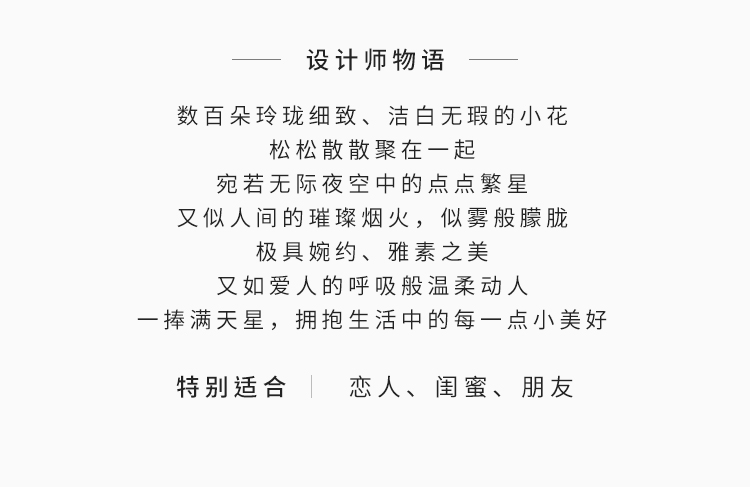 设计师物语
数百朵玲珑细致、洁白无瑕的小花
松松散散聚在一起
宛若无际夜空中的点点繁星
又似人间的璀璨烟火，似雾般朦胧
极具婉约、雅素之美
又如爱人的呼吸般温柔动人
一捧满天星，拥抱生活中的每一点小美好
特别适合｜恋人、闺蜜、朋友